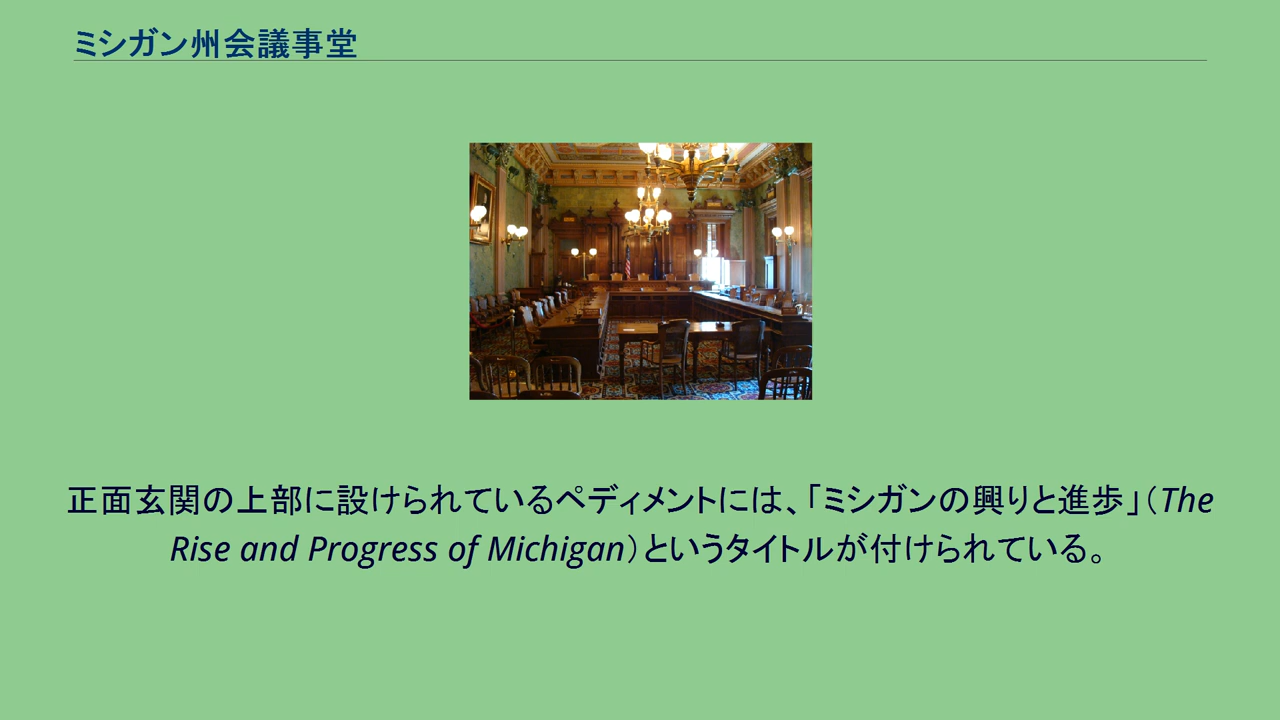 ミシガン州会議事堂
正面玄関の上部に設けられているペディメントには、「ミシガンの興りと進歩」（The
Rise and Progress of Michigan）というタイトルが付けられている。